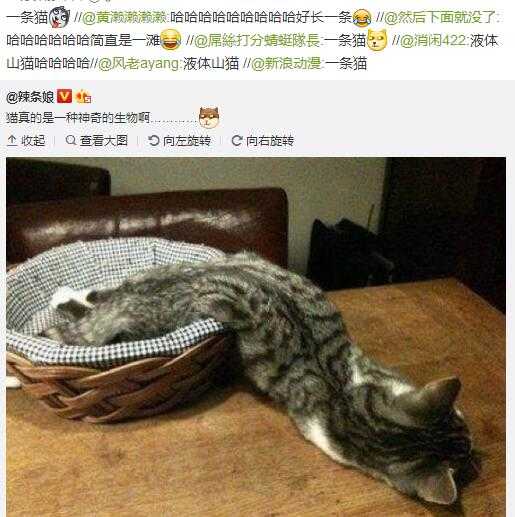 一条猫 //@黄濑濑濑濑:哈哈哈哈哈哈哈哈哈好长一条 //@然后下面就没了:
哈哈哈哈哈哈简直是一滩 //@屌絲打分蜻蜓隊長:一条猫 //@消闲422:液体
山猫哈哈哈哈//@风老ayang:液体山猫 //@新浪动漫:一条猫
@辣条娘 V
猫真的是一种神奇的生物啊…………
收起 查看大图 向左旋转 向右旋转